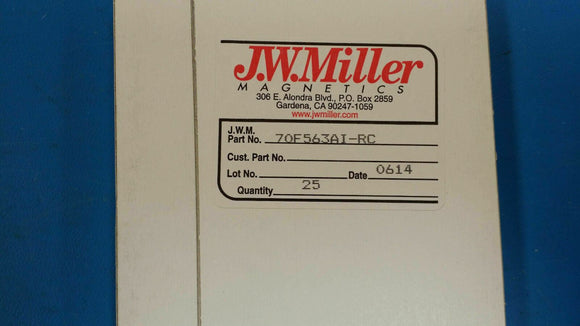 J.W.Miller
MAGNETICS
306 E. Alondra Blvd., P.O. Box 2859
Gardena, CA 90247-1059
www.jwmiller.com
J.W.M.
Part No. 70F563AI-RC
Cust. Part No.
Lot No. Date 0614
Quantity 25